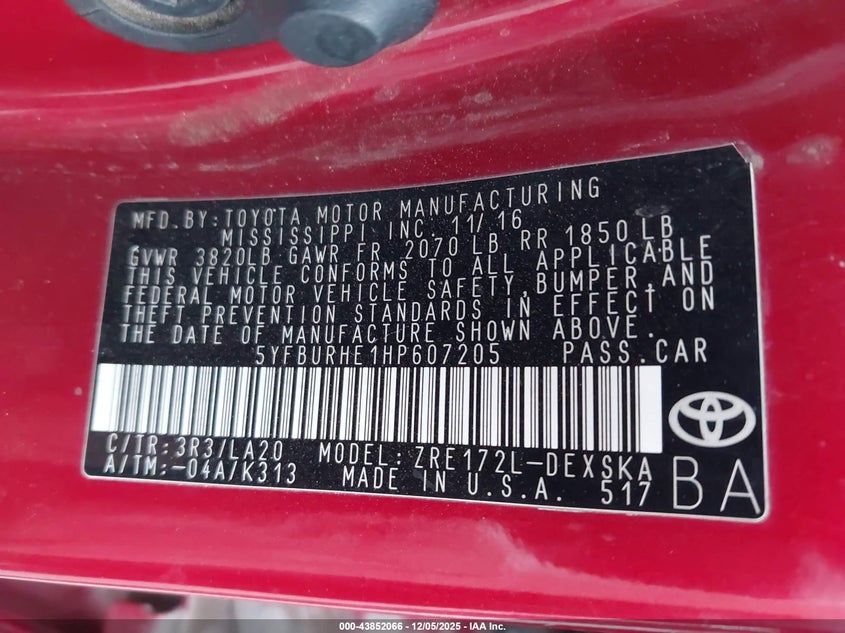 MFD.BY:TOYOTA MOTOR MANUFACTURING
MISSISSIPPI INC. 11/16
GVWR 3820LB GAWR FR 2070 LB RR 1850 LB
THIS VEHICLE CONFORMS TO ALL APPLICABLE
FEDERAL MOTOR VEHICLE SAFETY,BUMPER,AND
THEFT PREVENTION STANDARDS IN EFFECT ON
THE DATE OF MANUFACTURE SHOWN ABOVE.
5YFBURHE1HP607205 PASS.CAR
C/TR:3R3/LA20 MODEL:ZRE172L-DEXSKA
A/TM:-04A/K313 MADE IN U.S.A. 517
BA
000-43852066 - 12/05/2025 - IAA Inc.